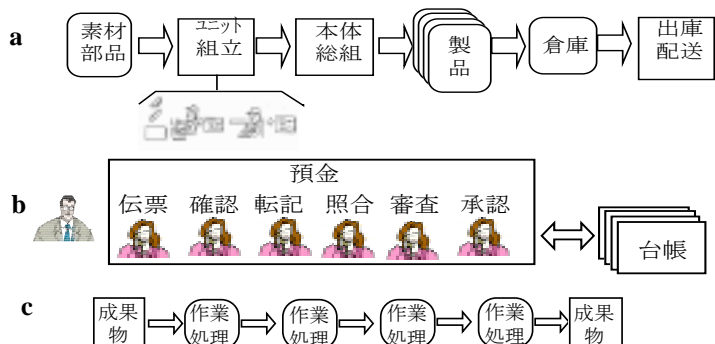 a
素材
部品
ユニット
組立
本体
総組
製
品
倉庫
出庫
配送
b
預金
伝票 確認 転記 照合 審査 承認
台帳
c
成果
物
作業
処理
作業
処理
作業
処理
作業
処理
成果
物